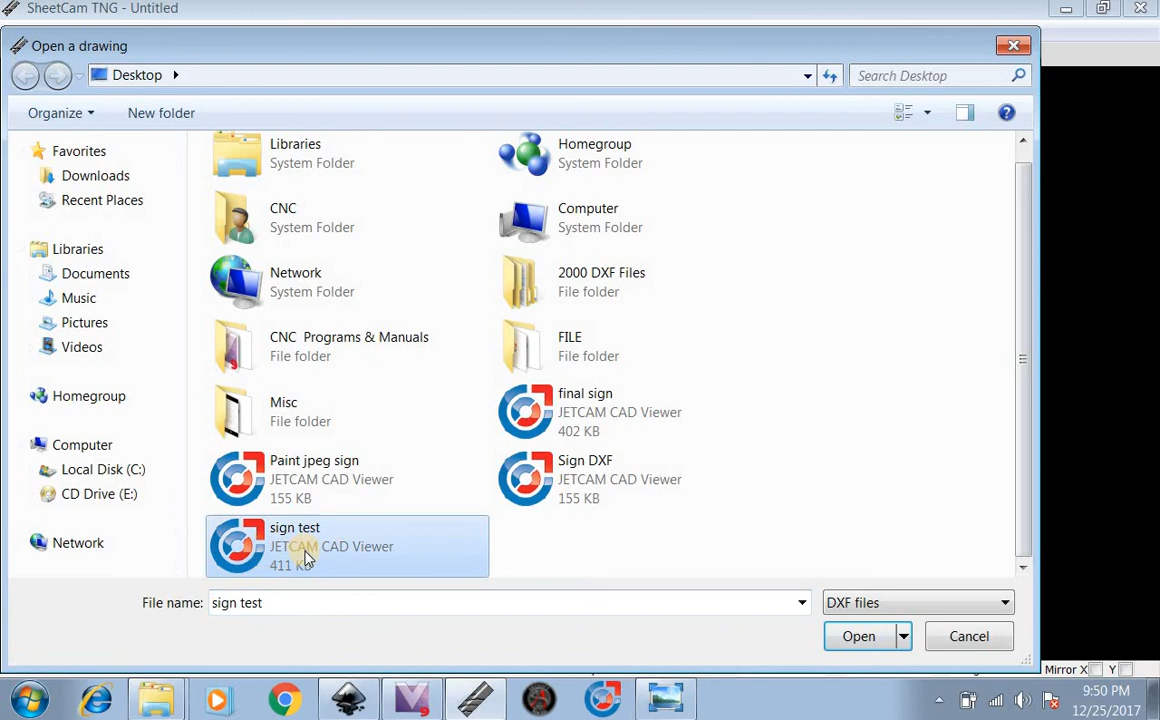 SheetCam TNG - Untitled
Open a drawing
Desktop
Search Desktop
Organize
New folder
Favorites
Downloads
Recent Places
Libraries
Documents
Music
Pictures
Videos
Homegroup
Computer
Local Disk (C:)
CD Drive (E:)
Network
Libraries
System Folder
Homegroup
System Folder
CNC
System Folder
Computer
System Folder
Network
System Folder
2000 DXF Files
File folder
CNC Programs & Manuals
File folder
FILE
File folder
Misc
File folder
final sign
JETCAM CAD Viewer
402 KB
Paint jpeg sign
JETCAM CAD Viewer
155 KB
Sign DXF
JETCAM CAD Viewer
155 KB
sign test
JETCAM CAD Viewer
411 KB
File name: sign test
DXF files
Open
Cancel
Mirror X Y
9:50 PM
12/25/2017